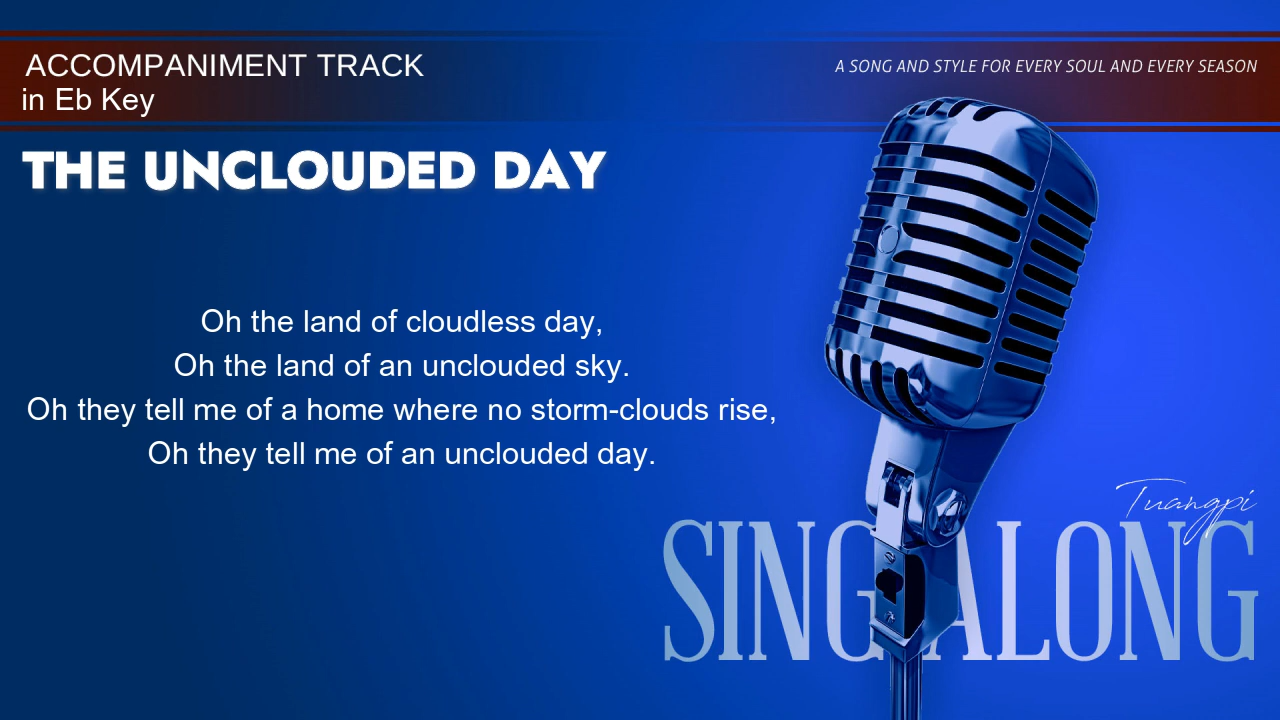 ACCOMPANIMENT TRACK
in Eb Key
A SONG AND STYLE FOR EVERY SOUL AND EVERY SEASON
THE UNCLOUDED DAY
Oh the land of cloudless day,
Oh the land of an unclouded sky.
Oh they tell me of a home where no storm-clouds rise,
Oh they tell me of an unclouded day.
Tuangpi
SING ALONG